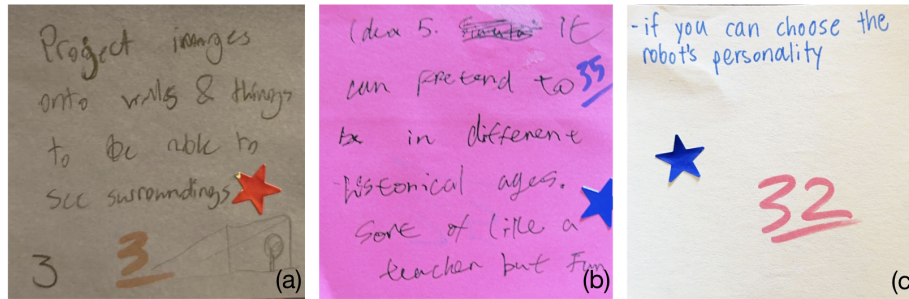 Project images
onto walls & things
to be able to
see surroundings
3
3
(a)
Idea 5. It
can pretend to
35
be in different
historical ages.
Sort of like a
teacher but Fun
(b)
-if you can choose the
robot's personality
32
(c